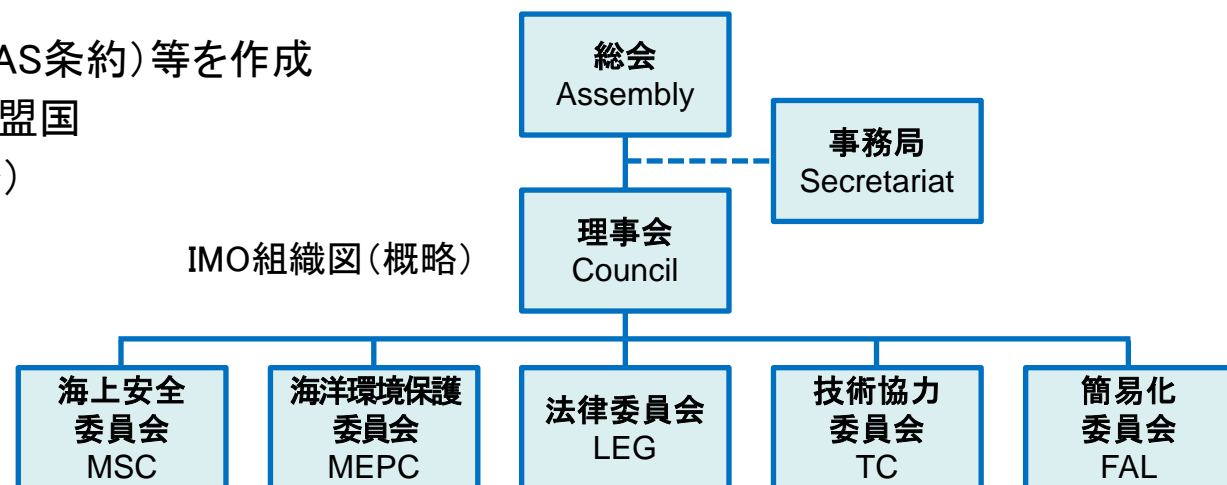 AS条約)等を作成
盟国
)
IMO組織図(概略)
総会
Assembly
事務局
Secretariat
理事会
Council
海上安全
委員会
MSC
海洋環境保護
委員会
MEPC
法律委員会
LEG
技術協力
委員会
TC
簡易化
委員会
FAL